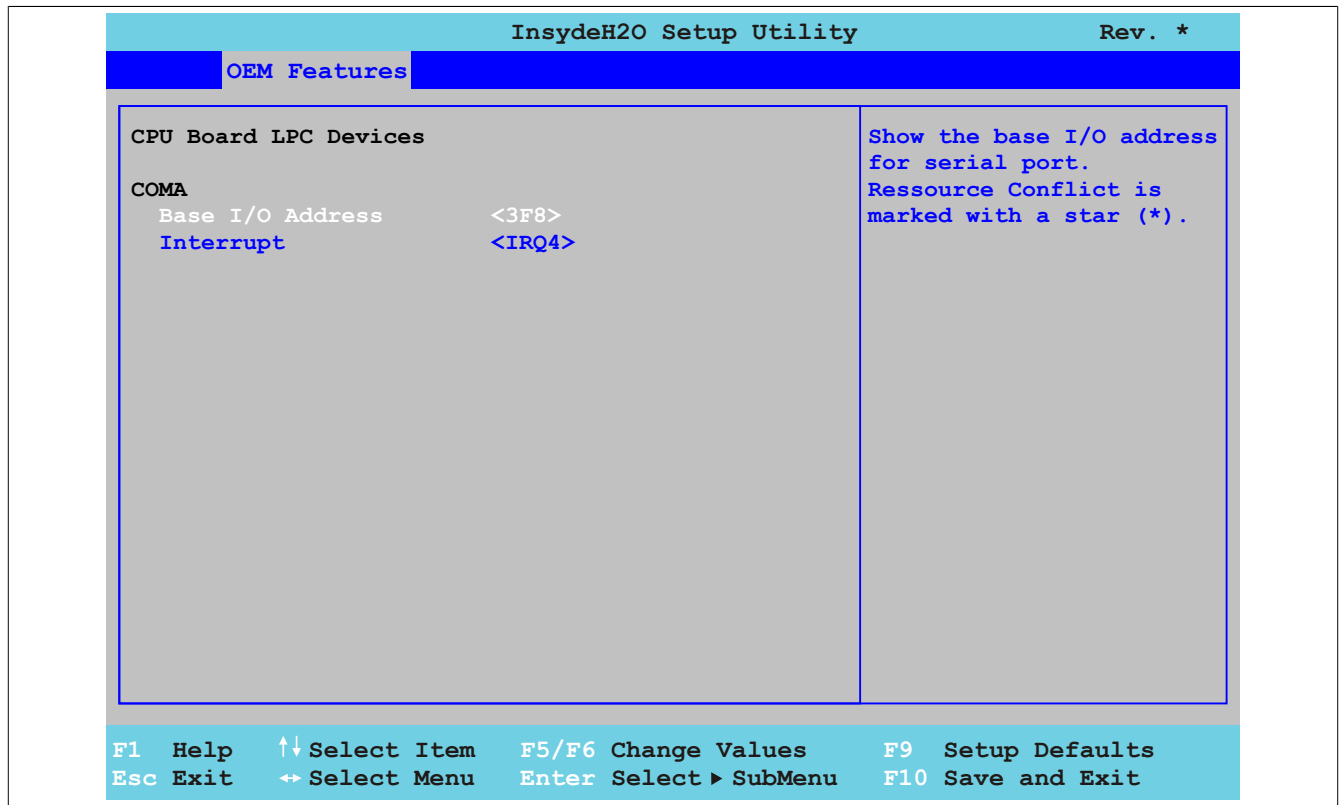 InsydeH2O Setup Utility Rev. *
OEM Features
CPU Board LPC Devices
COMA
Base I/O Address <3F8>
Interrupt <IRQ4>
Show the base I/O address
for serial port.
Ressource Conflict is
marked with a star (*).
F1 Help ↑↓ Select Item F5/F6 Change Values F9 Setup Defaults
Esc Exit ↔ Select Menu Enter Select ▶ SubMenu F10 Save and Exit